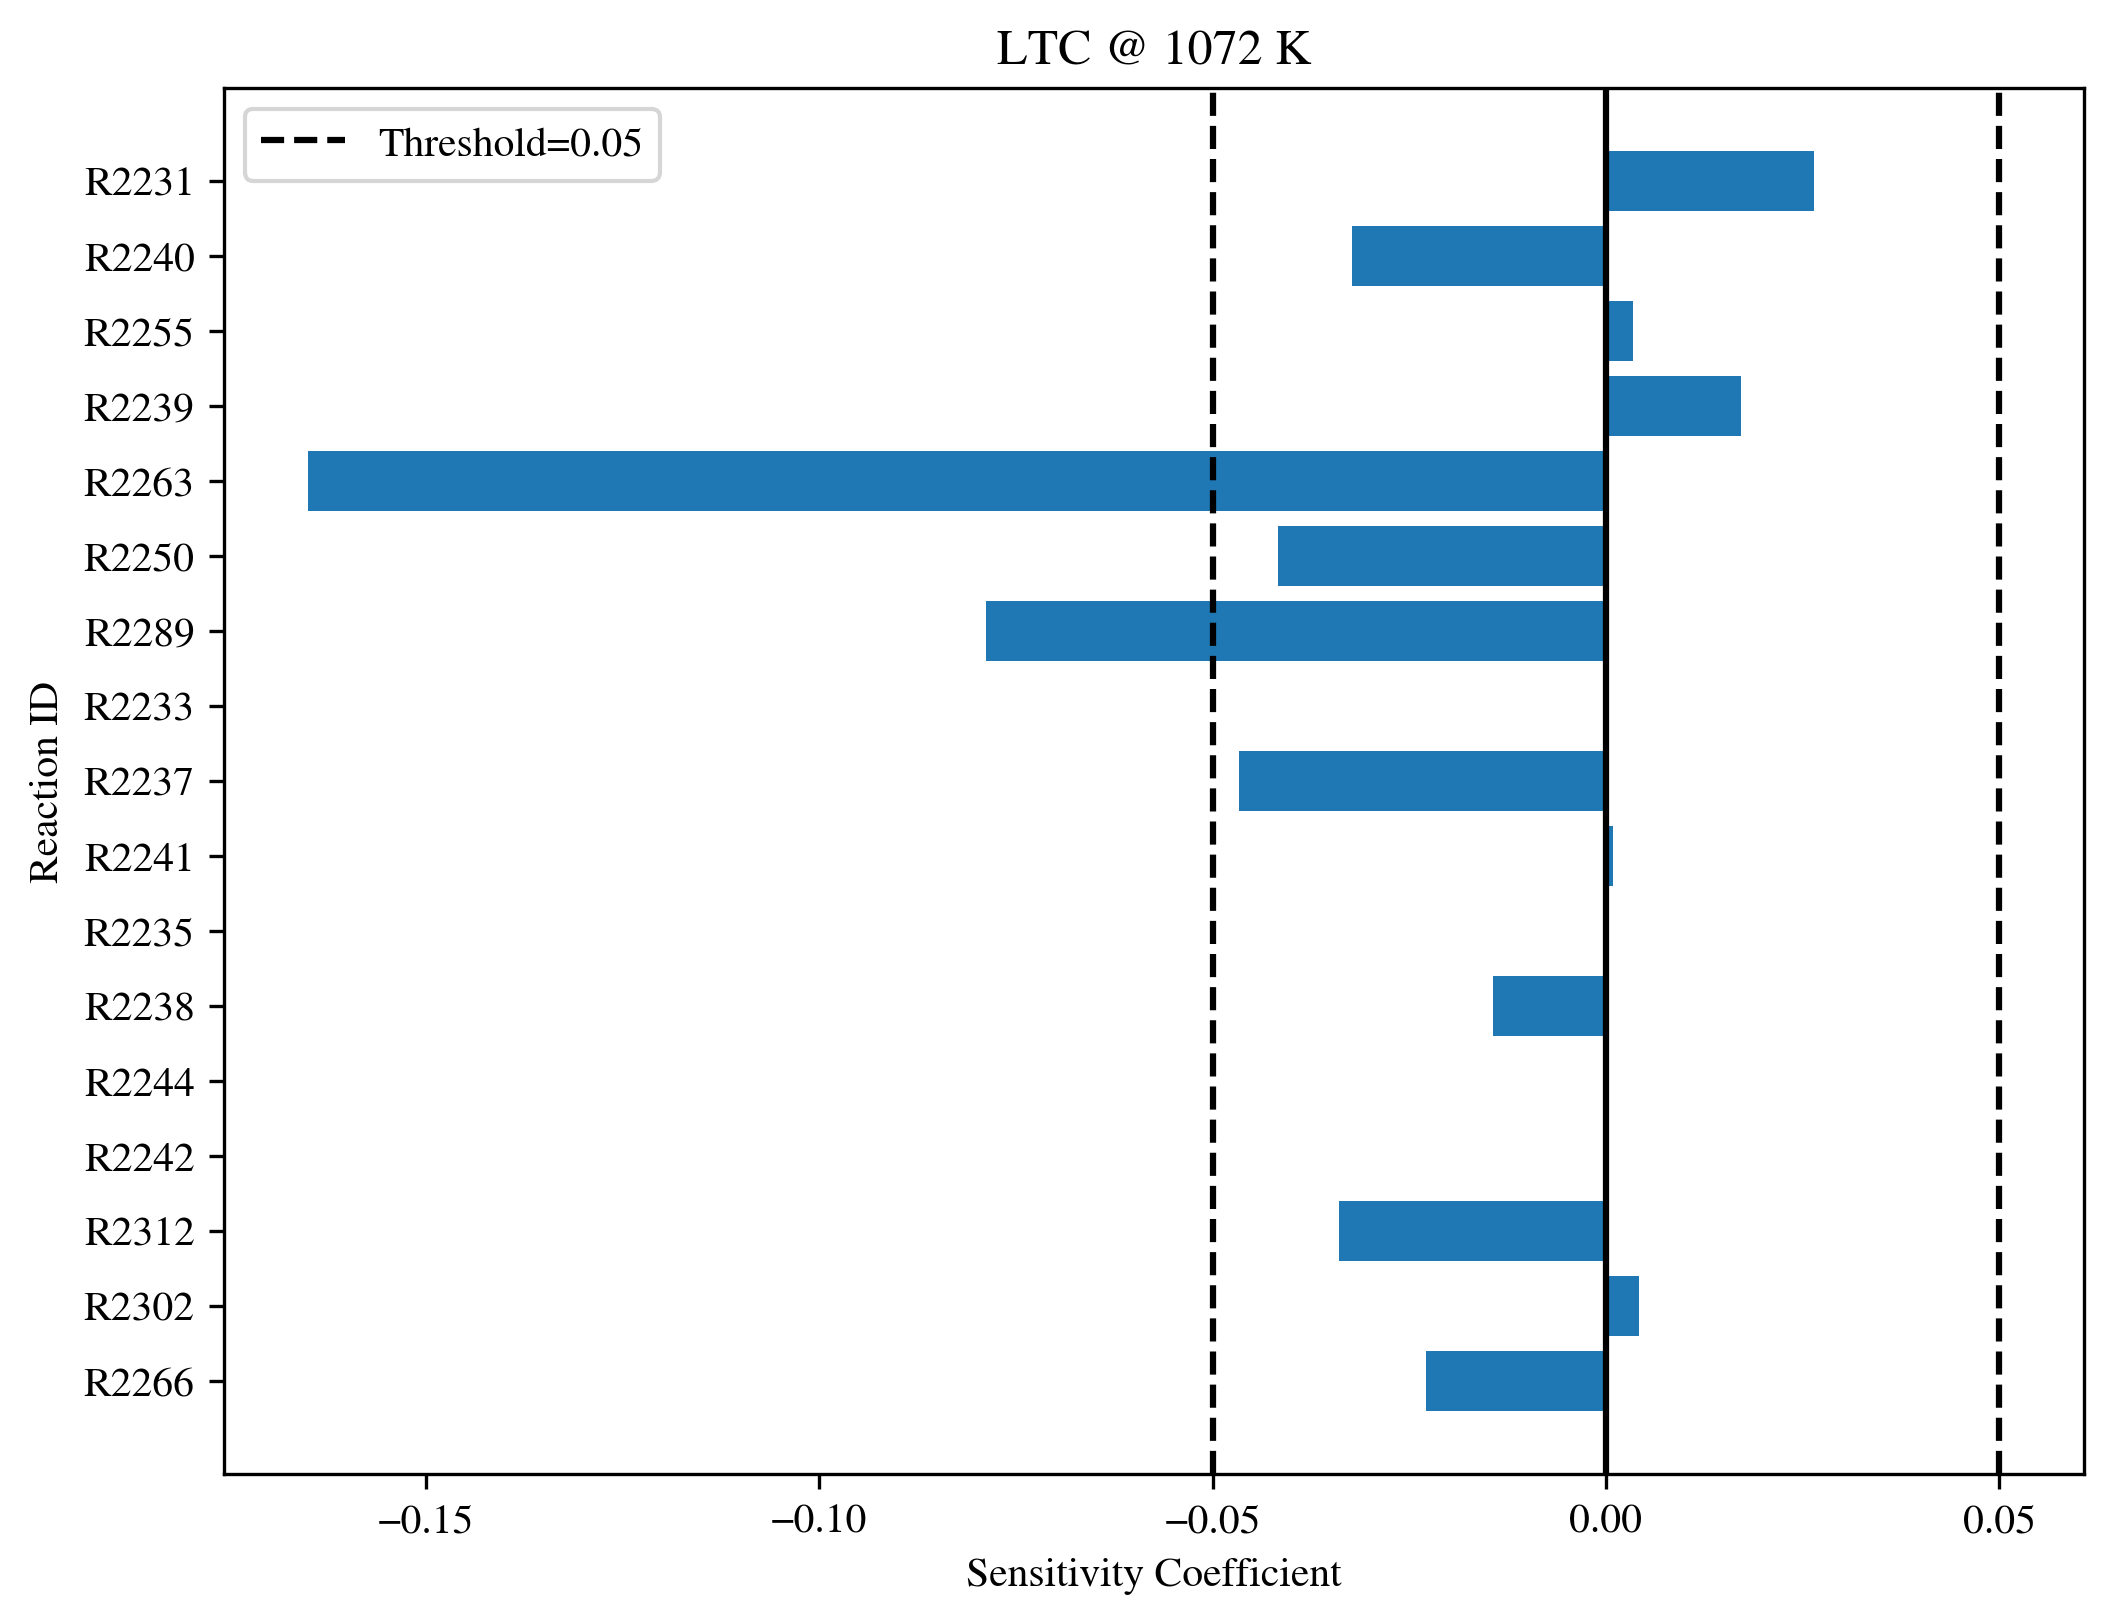 LTC @ 1072 K
Threshold=0.05
R2231
R2240
R2255
R2239
R2263
R2250
R2289
R2233
R2237
R2241
R2235
R2238
R2244
R2242
R2312
R2302
R2266
Reaction ID
−0.15 −0.10 −0.05 0.00 0.05
Sensitivity Coefficient